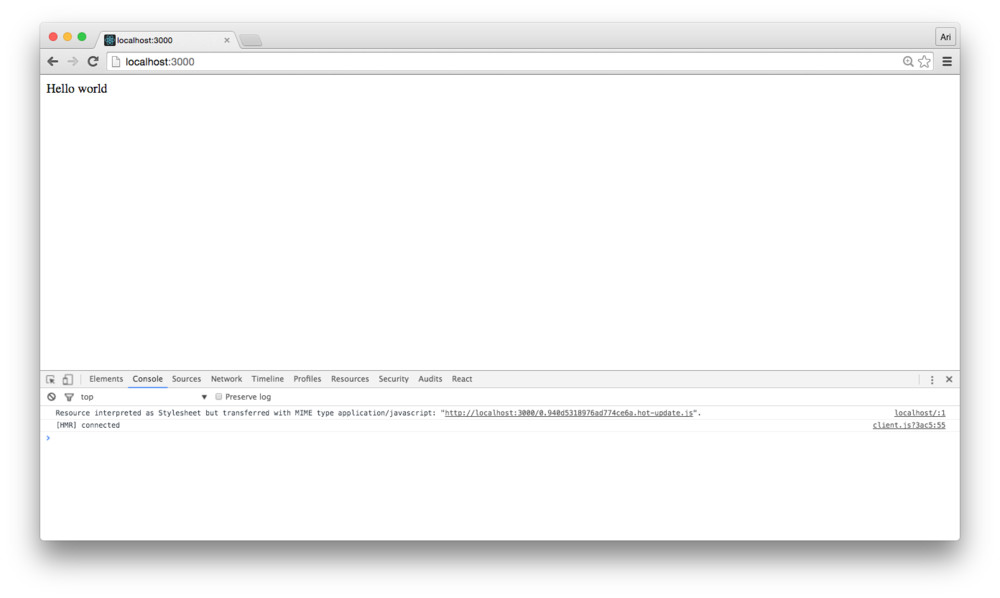 localhost:3000
Ari
localhost:3000
Hello world
Elements Console Sources Network Timeline Profiles Resources Security Audits React
top Preserve log
Resource interpreted as Stylesheet but transferred with MIME type application/javascript: "http://localhost:3000/0.940d5318976ad774ce6a.hot-update.js". localhost/:1
[HMR] connected client.js?3ac5:55